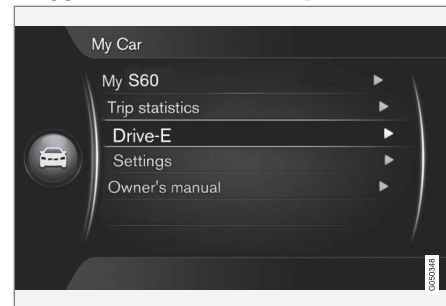 My Car
My S60
Trip statistics
Drive-E
Settings
Owner's manual
G050348